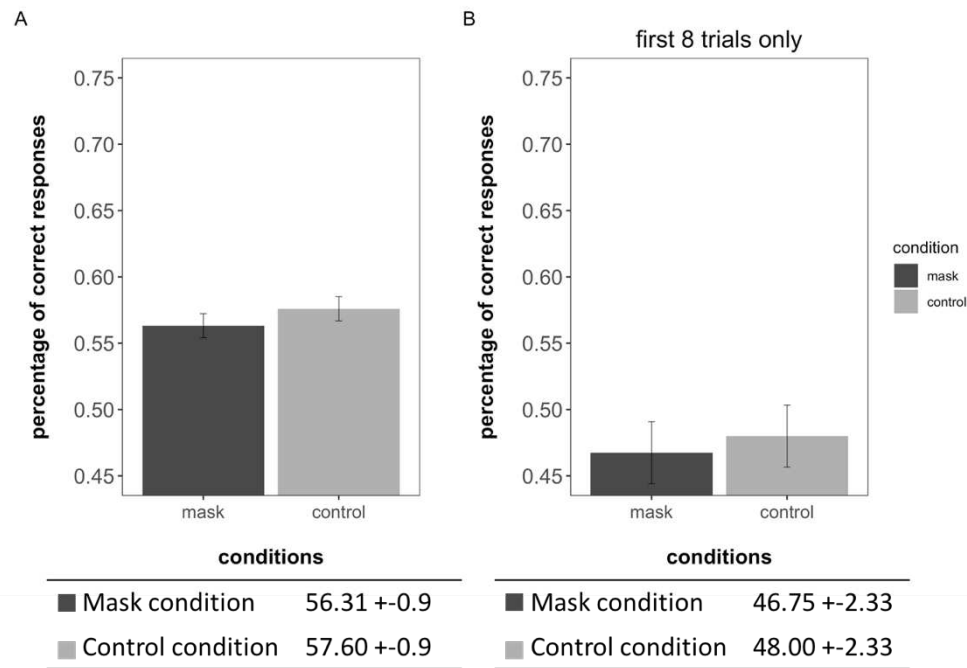 A
percentage of correct responses
0.75
0.70
0.65
0.60
0.55
0.50
0.45
mask control
conditions
Mask condition 56.31 +-0.9
Control condition 57.60 +-0.9
B
first 8 trials only
percentage of correct responses
0.75
0.70
0.65
0.60
0.55
0.50
0.45
mask control
conditions
condition
mask
control
Mask condition 46.75 +-2.33
Control condition 48.00 +-2.33